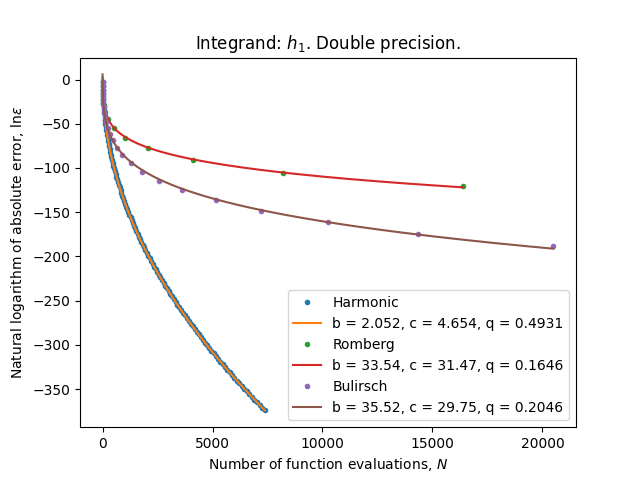 Integrand: h₁. Double precision.
Natural logarithm of absolute error, lnε
0
−50
−100
−150
−200
−250
−300
−350
0
5000
10000
15000
20000
Number of function evaluations, N
Harmonic
b = 2.052, c = 4.654, q = 0.4931
Romberg
b = 33.54, c = 31.47, q = 0.1646
Bulirsch
b = 35.52, c = 29.75, q = 0.2046